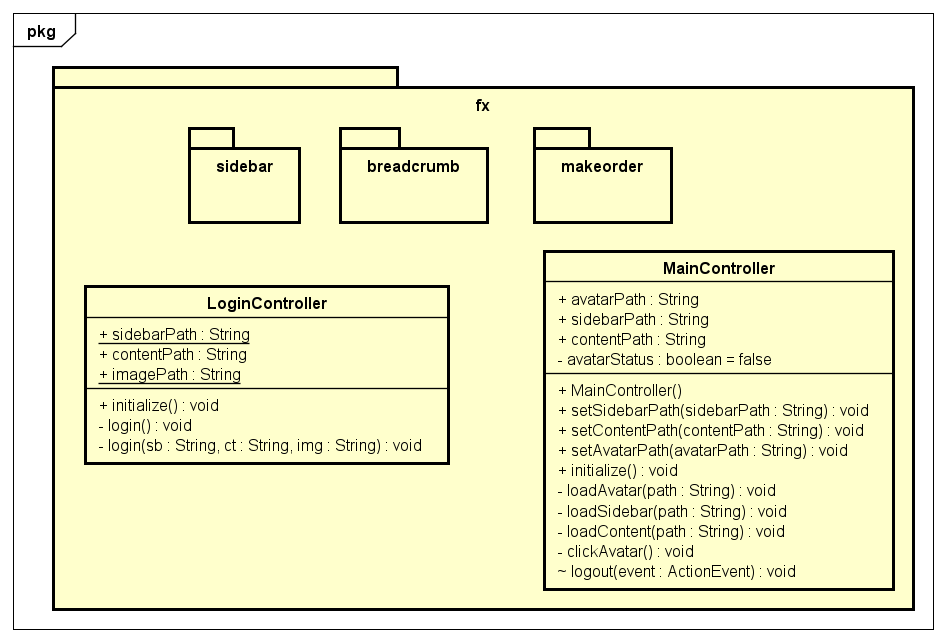 pkg
fx
sidebar
breadcrumb
makeorder
LoginController
+ sidebarPath : String
+ contentPath : String
+ imagePath : String
+ initialize() : void
- login() : void
- login(sb : String, ct : String, img : String) : void
MainController
+ avatarPath : String
+ sidebarPath : String
+ contentPath : String
- avatarStatus : boolean = false
+ MainController()
+ setSidebarPath(sidebarPath : String) : void
+ setContentPath(contentPath : String) : void
+ setAvatarPath(avatarPath : String) : void
+ initialize() : void
- loadAvatar(path : String) : void
- loadSidebar(path : String) : void
- loadContent(path : String) : void
- clickAvatar() : void
~ logout(event : ActionEvent) : void